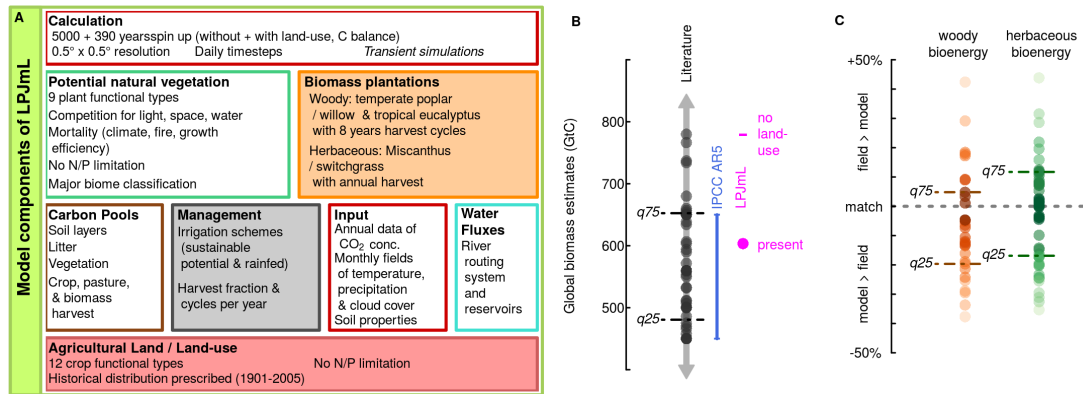 A
Model components of LPJmL
Calculation
5000 + 390 yearsspin up (without + with land-use, C balance)
0.5° x 0.5° resolution Daily timesteps Transient simulations
Potential natural vegetation
9 plant functional types
Competition for light, space, water
Mortality (climate, fire, growth
efficiency)
No N/P limitation
Major biome classification
Biomass plantations
Woody: temperate poplar
/ willow & tropical eucalyptus
with 8 years harvest cycles
Herbaceous: Miscanthus
/ switchgrass
with annual harvest
Carbon Pools
Soil layers
Litter
Vegetation
Crop, pasture,
& biomass
harvest
Management
Irrigation schemes
(sustainable
potential & rainfed)
Harvest fraction &
cycles per year
Input
Annual data of
CO2 conc.
Monthly fields
of temperature,
precipitation
& cloud cover
Soil properties
Water
Fluxes
River
routing
system
and
reservoirs
Agricultural Land / Land-use
12 crop functional types No N/P limitation
Historical distribution prescribed (1901-2005)
B
Global biomass estimates (GtC)
800
700
600
500
Literature
q75
q25
IPCC AR5
LPJmL
no
land-
use
present
C
woody
bioenergy
herbaceous
bioenergy
+50%
field > model
match
model > field
-50%
q75
q25
q75
q25